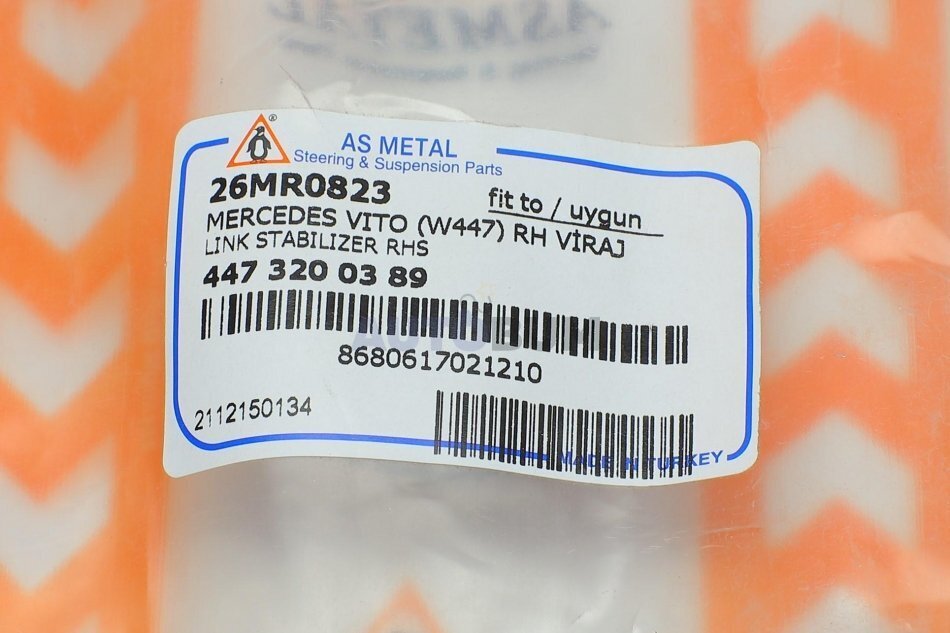 ASMETAL
®
AS METAL
Steering & Suspension Parts
26MR0823
fit to / uygun
MERCEDES VITO (W447) RH VİRAJ
LINK STABILIZER RHS
447 320 03 89
8680617021210
2112150134
MADE IN TURKEY